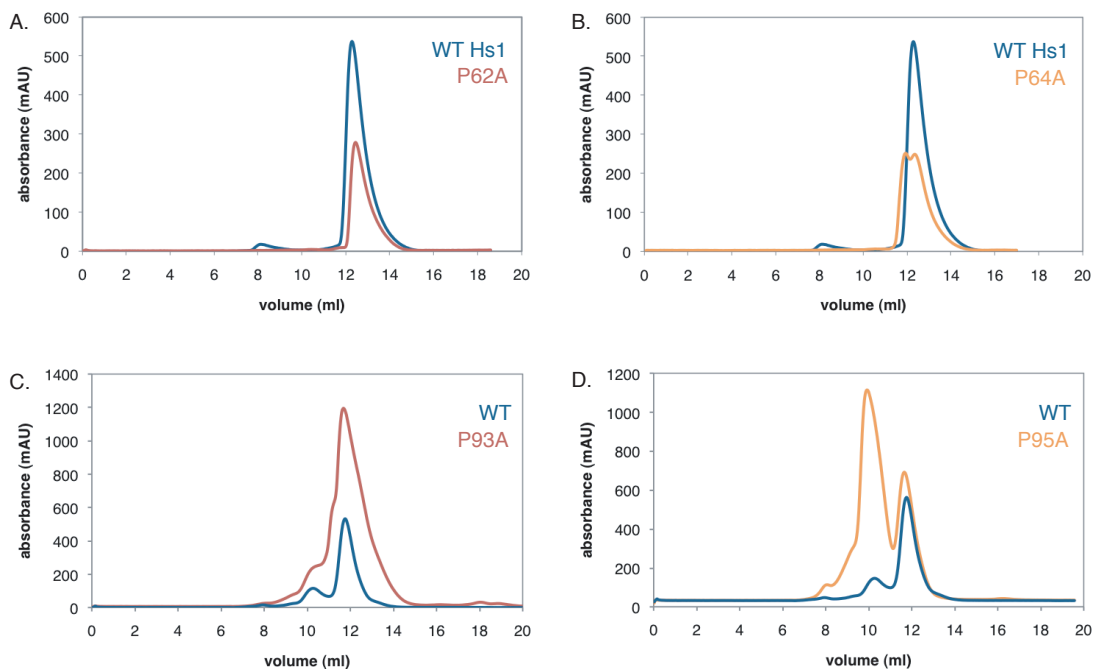 A.
WT Hs1
P62A
absorbance (mAU)
600
500
400
300
200
100
0
0 2 4 6 8 10 12 14 16 18 20
volume (ml)
B.
WT Hs1
P64A
absorbance (mAU)
600
500
400
300
200
100
0
0 2 4 6 8 10 12 14 16 18 20
volume (ml)
C.
WT
P93A
absorbance (mAU)
1400
1200
1000
800
600
400
200
0
0 2 4 6 8 10 12 14 16 18 20
volume (ml)
D.
WT
P95A
absorbance (mAU)
1200
1000
800
600
400
200
0
0 2 4 6 8 10 12 14 16 18 20
volume (ml)